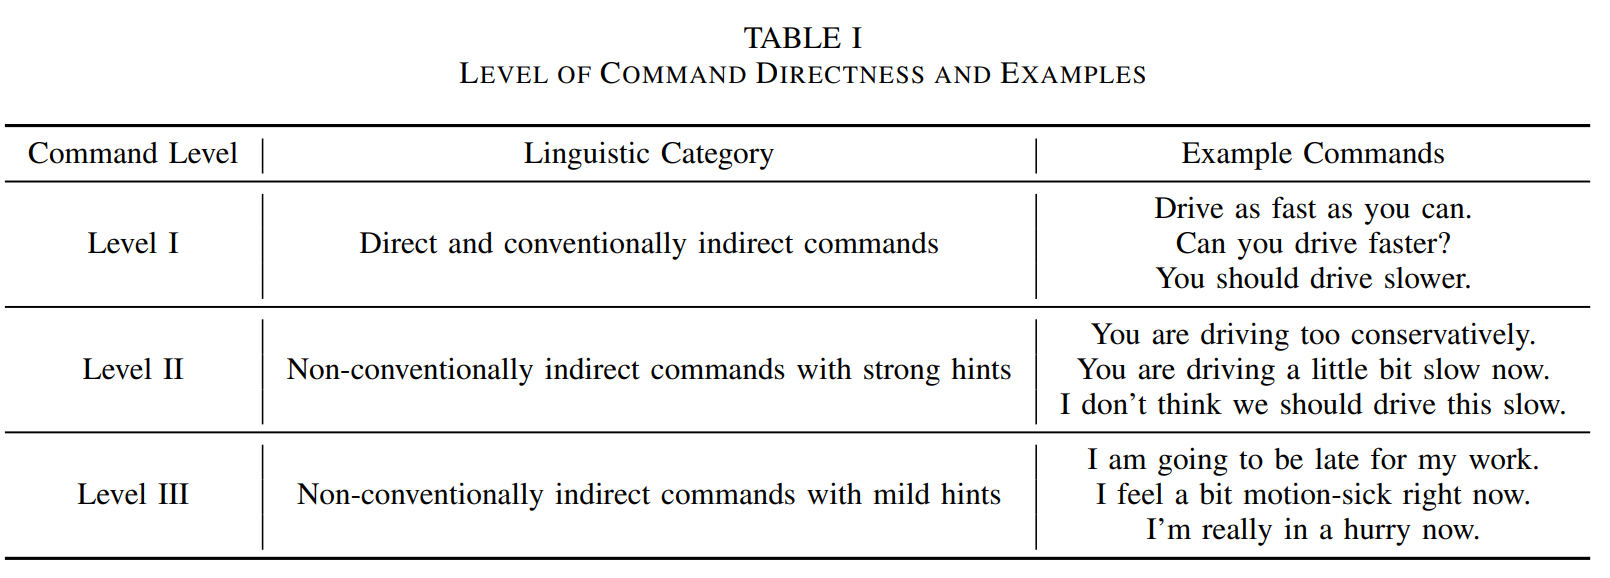 TABLE I
LEVEL OF COMMAND DIRECTNESS AND EXAMPLES
Command Level | Linguistic Category | Example Commands
Level I | Direct and conventionally indirect commands | Drive as fast as you can.
Can you drive faster?
You should drive slower.
Level II | Non-conventionally indirect commands with strong hints | You are driving too conservatively.
You are driving a little bit slow now.
I don't think we should drive this slow.
Level III | Non-conventionally indirect commands with mild hints | I am going to be late for my work.
I feel a bit motion-sick right now.
I'm really in a hurry now.